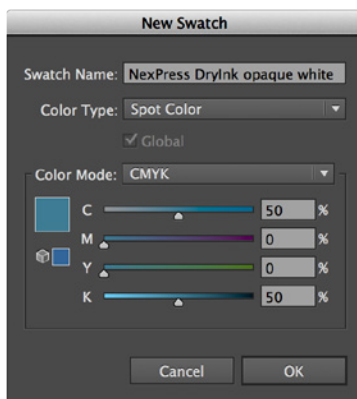 New Swatch
Swatch Name: NexPress DryInk opaque white
Color Type: Spot Color
Global
Color Mode: CMYK
C 50 %
M 0 %
Y 0 %
K 50 %
Cancel OK